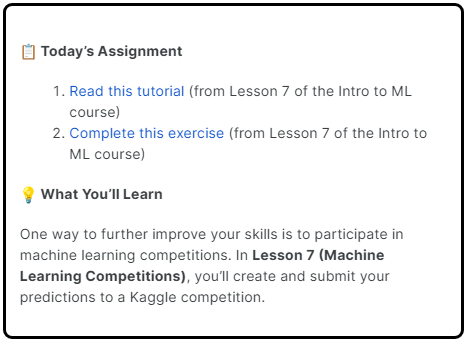 📋 Today’s Assignment
1. Read this tutorial (from Lesson 7 of the Intro to ML
course)
2. Complete this exercise (from Lesson 7 of the Intro to
ML course)
💡 What You’ll Learn
One way to further improve your skills is to participate in
machine learning competitions. In Lesson 7 (Machine
Learning Competitions), you’ll create and submit your
predictions to a Kaggle competition.